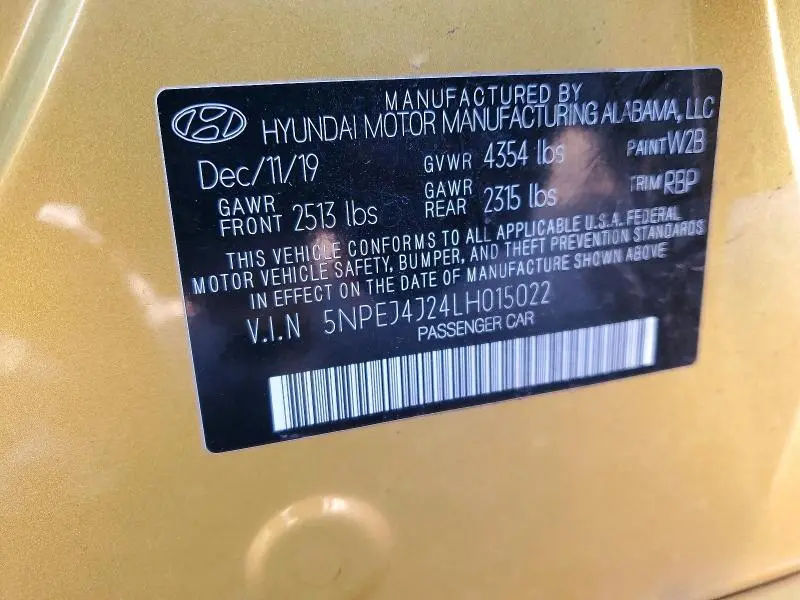 MANUFACTURED BY
HYUNDAI MOTOR MANUFACTURING ALABAMA, LLC
Dec/11/19 GVWR 4354 lbs PAINT W2B
GAWR FRONT 2513 lbs GAWR REAR 2315 lbs TRIM RBP
THIS VEHICLE CONFORMS TO ALL APPLICABLE U.S.A. FEDERAL
MOTOR VEHICLE SAFETY, BUMPER, AND THEFT PREVENTION STANDARDS
IN EFFECT ON THE DATE OF MANUFACTURE SHOWN ABOVE
V.I.N 5NPEJ4J24LH015022
PASSENGER CAR